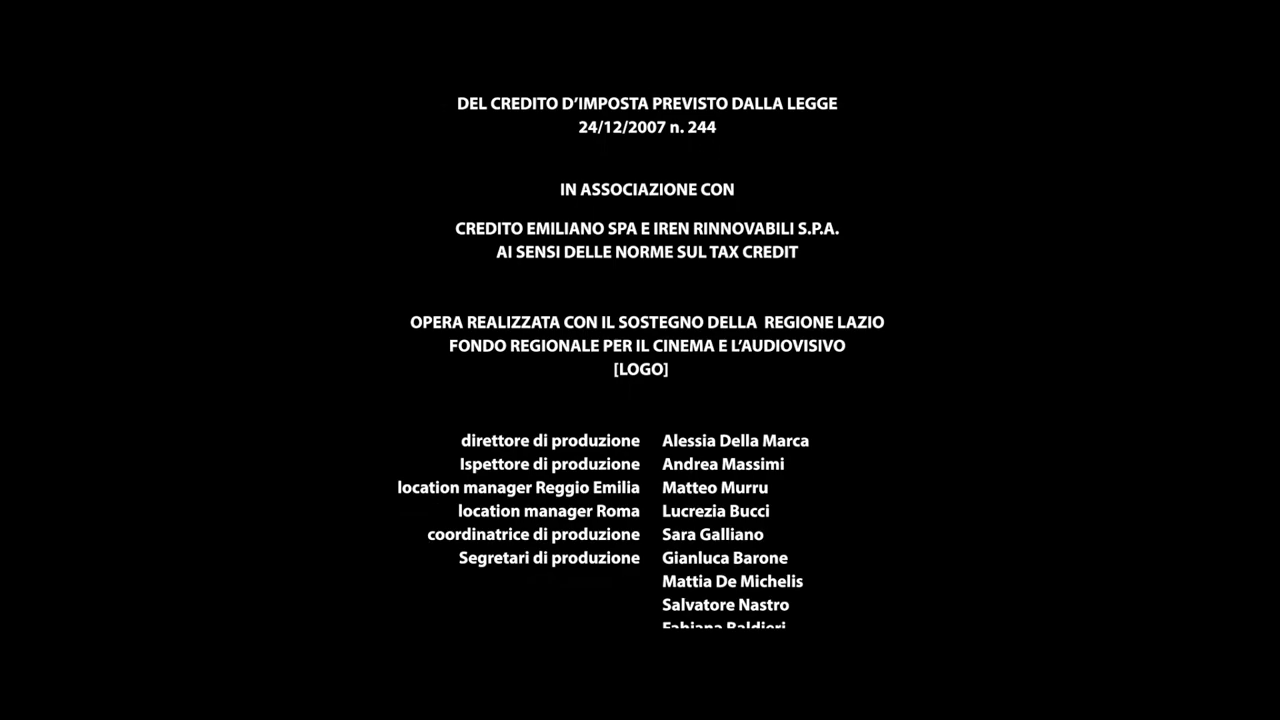 DEL CREDITO D'IMPOSTA PREVISTO DALLA LEGGE
24/12/2007 n. 244
IN ASSOCIAZIONE CON
CREDITO EMILIANO SPA E IREN RINNOVABILI S.P.A.
AI SENSI DELLE NORME SUL TAX CREDIT
OPERA REALIZZATA CON IL SOSTEGNO DELLA  REGIONE LAZIO
FONDO REGIONALE PER IL CINEMA E L'AUDIOVISIVO
[LOGO]
direttore di produzione Alessia Della Marca
Ispettore di produzione Andrea Massimi
location manager Reggio Emilia Matteo Murru
location manager Roma Lucrezia Bucci
coordinatrice di produzione Sara Galliano
Segretari di produzione Gianluca Barone
Mattia De Michelis
Salvatore Nastro
Fabiana Baldieri